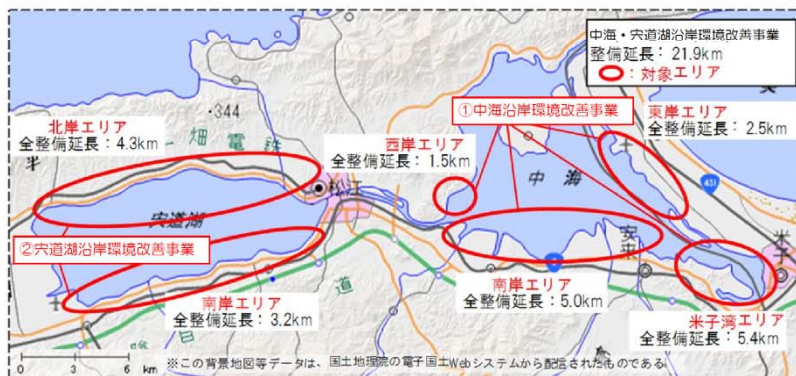 中海・宍道湖沿岸環境改善事業
整備延長：21.9km
：対象エリア
①中海沿岸環境改善事業
東岸エリア
全整備延長：2.5km
北岸エリア
全整備延長：4.3km
・344
一畑電鉄
西岸エリア
全整備延長：1.5km
松江
中海
431
宍道湖
②宍道湖沿岸環境改善事業
安来
米子
9
南岸エリア
全整備延長：3.2km
道
南岸エリア
全整備延長：5.0km
米子湾エリア
全整備延長：5.4km
0 3 6 km
※この背景地図等データは、国土地理院の電子国土Webシステムから配信されたものである。